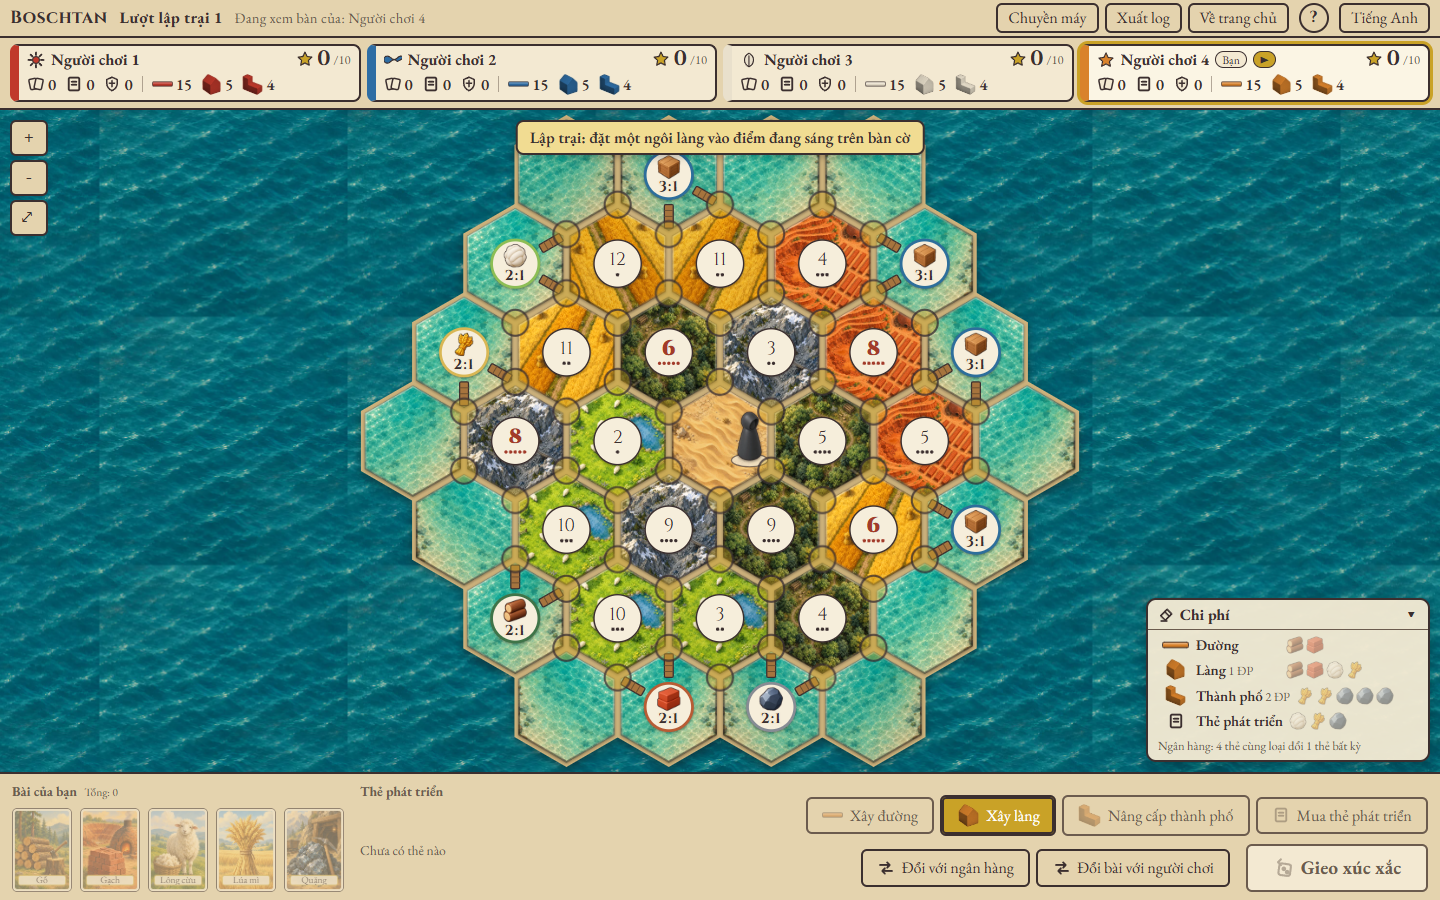 BOSCHTAN Lượt lập trại 1 Đang xem bàn của: Người chơi 4
Chuyền máy Xuất log Về trang chủ ? Tiếng Anh
Người chơi 1 0 /10
0 0 0 15 5 4
Người chơi 2 0 /10
0 0 0 15 5 4
Người chơi 3 0 /10
0 0 0 15 5 4
Người chơi 4 Bạn 0 /10
0 0 0 15 5 4
+
-
Lập trại: đặt một ngôi làng vào điểm đang sáng trên bàn cờ
3:1
2:1 12 11 4 3:1
2:1 11 6 3 8 3:1
8 2 5 5
10 9 9 6 3:1
2:1 10 3 4
2:1 2:1
Chi phí
Đường
Làng 1 ĐP
Thành phố 2 ĐP
Thẻ phát triển
Ngân hàng: 4 thẻ cùng loại đổi 1 thẻ bất kỳ
Bài của bạn Tổng: 0
Gỗ Gạch Lông cừu Lúa mì Quặng
Thẻ phát triển
Chưa có thẻ nào
Xây đường Xây làng Nâng cấp thành phố Mua thẻ phát triển
Đổi với ngân hàng Đổi bài với người chơi Gieo xúc xắc